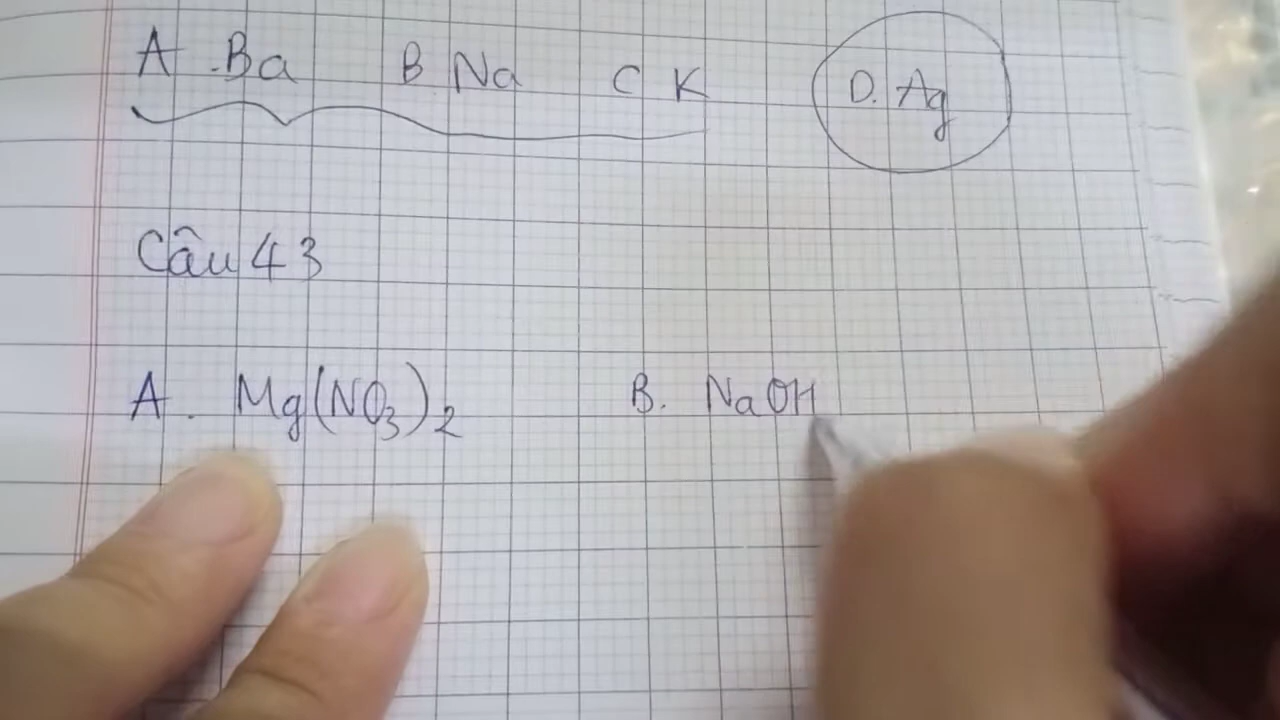 A .Ba B Na C K D. Ag
Câu 43
A. Mg(NO₃)₂ B. NaOH